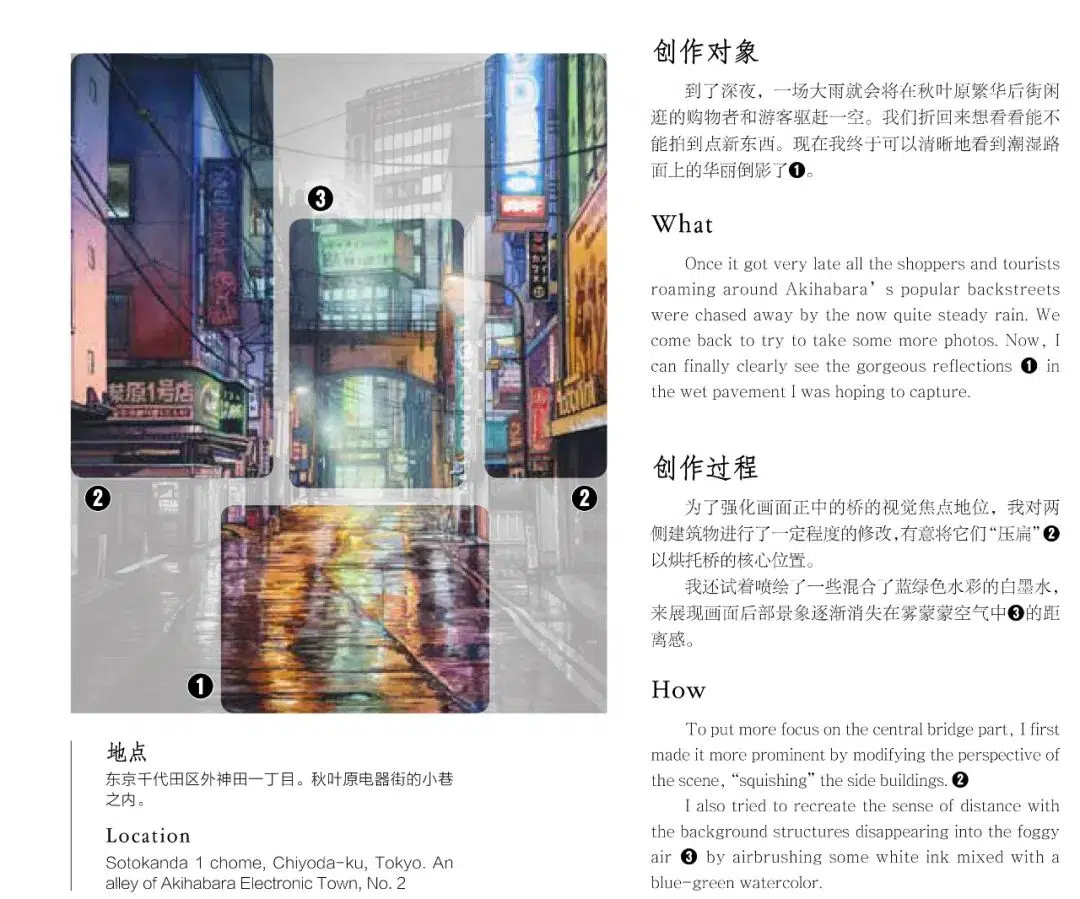 秋原1号店
3
2
2
1
地点
东京千代田区外神田一丁目。秋叶原电器街的小巷
之内。
Location
Sotokanda 1 chome, Chiyoda-ku, Tokyo. An
alley of Akihabara Electronic Town, No. 2
创作对象
到了深夜，一场大雨就会将在秋叶原繁华后街闲
逛的购物者和游客驱赶一空。我们折回来想看看能不
能拍到点新东西。现在我终于可以清晰地看到潮湿路
面上的华丽倒影了❶。
What
Once it got very late all the shoppers and tourists
roaming around Akihabara’s popular backstreets
were chased away by the now quite steady rain. We
come back to try to take some more photos. Now, I
can finally clearly see the gorgeous reflections ❶ in
the wet pavement I was hoping to capture.
创作过程
为了强化画面正中的桥的视觉焦点地位，我对两
侧建筑物进行了一定程度的修改，有意将它们“压扁”❷
以烘托桥的核心位置。
我还试着喷绘了一些混合了蓝绿色水彩的白墨水，
来展现画面后部景象逐渐消失在雾蒙蒙空气中❸的距
离感。
How
To put more focus on the central bridge part, I first
made it more prominent by modifying the perspective of
the scene, “squishing” the side buildings. ❷
I also tried to recreate the sense of distance with
the background structures disappearing into the foggy
air ❸ by airbrushing some white ink mixed with a
blue-green watercolor.